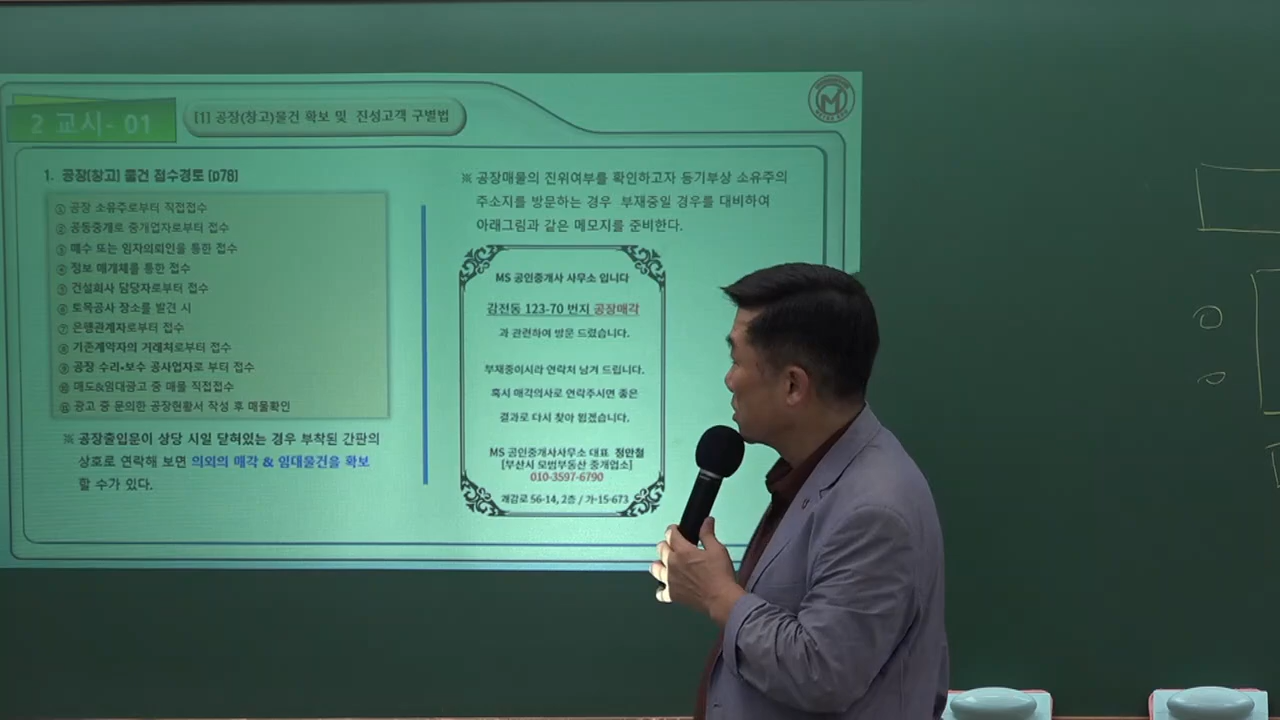 2 교시- 01
[1] 공장(창고)물건 확보 및 진성고객 구별법
M
1. 공장(창고) 물건 접수경로 [p78]
① 공장 소유주로부터 직접접수
② 공동중개로 중개업자로부터 접수
③ 매수 또는 임차의뢰인을 통한 접수
④ 정보 매개체를 통한 접수
⑤ 건설회사 담당자로부터 접수
⑥ 토목공사 장소를 발견 시
⑦ 은행관계자로부터 접수
⑧ 기존계약자의 거래처로부터 접수
⑨ 공장 수리•보수 공사업자로 부터 접수
⑩ 매도&임대광고 중 매물 직접접수
⑪ 광고 중 문의한 공장현황서 작성 후 매물확인
※ 공장출입문이 상당 시일 닫혀있는 경우 부착된 간판의
상호로 연락해 보면 의외의 매각 & 임대물건을 확보
할 수가 있다.
※ 공장매물의 진위여부를 확인하고자 등기부상 소유주의
주소지를 방문하는 경우 부재중일 경우를 대비하여
아래그림과 같은 메모지를 준비한다.
MS 공인중개사 사무소 입니다
감전동 123-70 번지 공장매각
과 관련하여 방문 드렸습니다.
부재중이시라 연락처 남겨 드립니다.
혹시 매각의사로 연락주시면 좋은
결과로 다시 찾아 뵙겠습니다.
MS 공인중개사사무소 대표 정안철
[부산시 모범부동산 중개업소]
010-3597-6790
괘감로 56-14, 2층 / 가-15-673